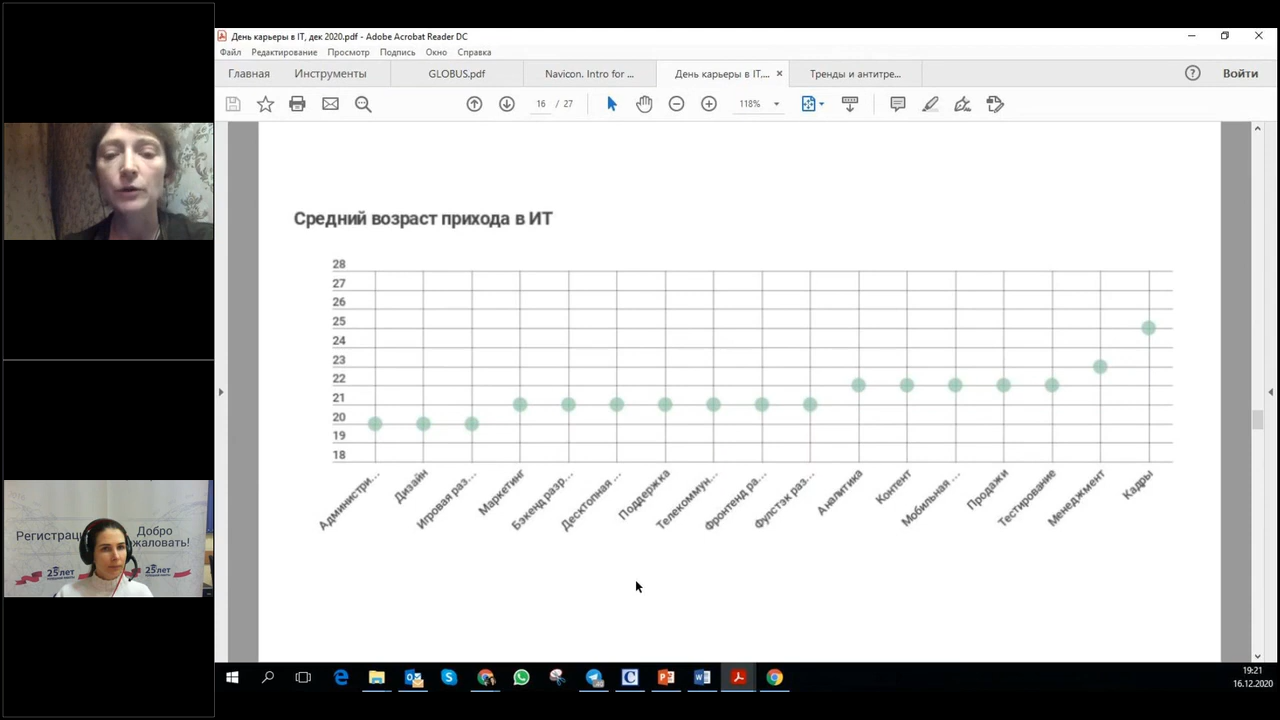 День карьеры в IT, дек 2020.pdf - Adobe Acrobat Reader DC
Файл Редактирование Просмотр Подпись Окно Справка
Главная Инструменты GLOBUS.pdf Navicon. Intro for ... День карьеры в IT,... Тренды и антитре... Войти
16 / 27 118%
Средний возраст прихода в ИТ
28
27
26
25
24
23
22
21
20
19
18
Администри...
Дизайн
Игровая раз...
Маркетинг
Бэкенд разр...
Десктопная ...
Поддержка
Телекоммун...
Фронтенд ра...
Фулстэк раз...
Аналитика
Контент
Мобильная ...
Продажи
Тестирование
Менеджмент
Кадры
Регистрац
Добро
жаловать!
25 лет
25 лет
19:21
16.12.2020